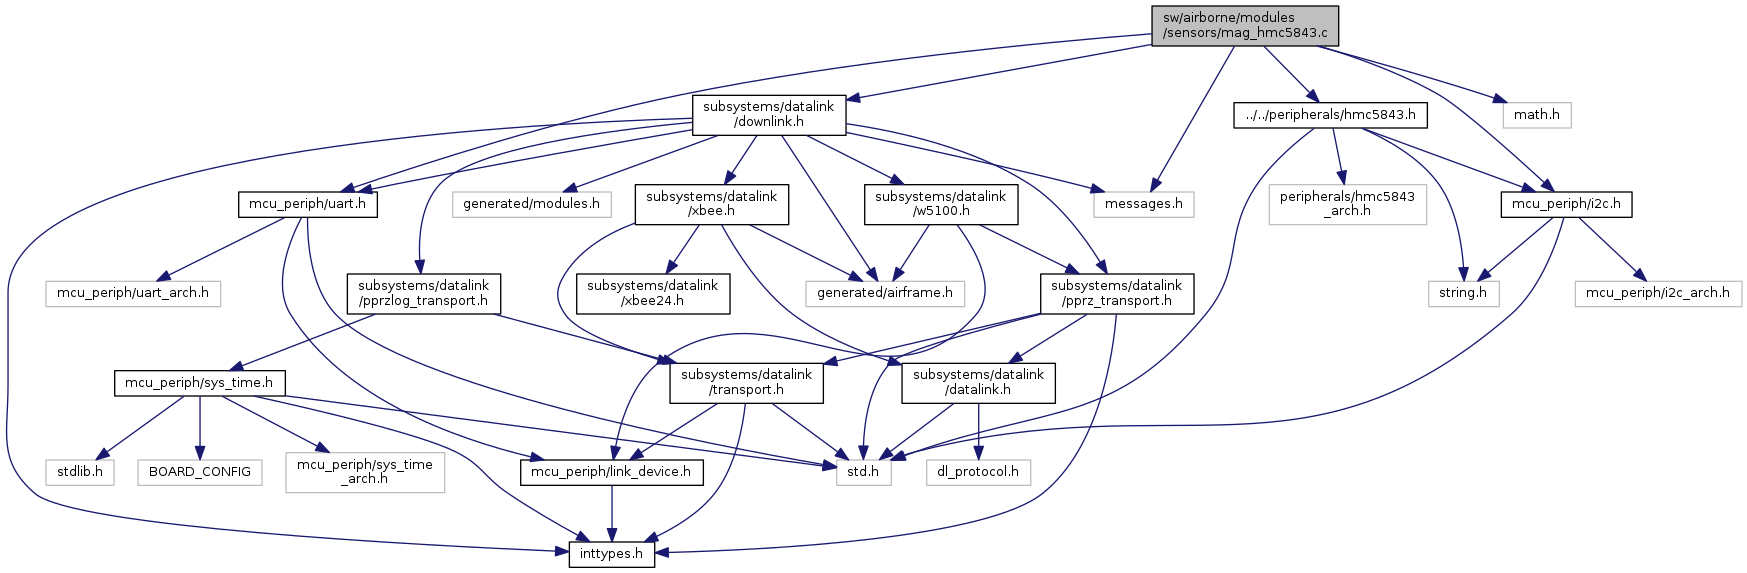 sw/airborne/modules
/sensors/mag_hmc5843.c
subsystems/datalink
/downlink.h
../../peripherals/hmc5843.h
math.h
mcu_periph/uart.h
generated/modules.h
subsystems/datalink
/xbee.h
subsystems/datalink
/w5100.h
messages.h
peripherals/hmc5843
_arch.h
mcu_periph/i2c.h
mcu_periph/uart_arch.h
subsystems/datalink
/pprzlog_transport.h
subsystems/datalink
/xbee24.h
generated/airframe.h
subsystems/datalink
/pprz_transport.h
string.h
mcu_periph/i2c_arch.h
mcu_periph/sys_time.h
subsystems/datalink
/transport.h
subsystems/datalink
/datalink.h
stdlib.h
BOARD_CONFIG
mcu_periph/sys_time
_arch.h
mcu_periph/link_device.h
std.h
dl_protocol.h
inttypes.h